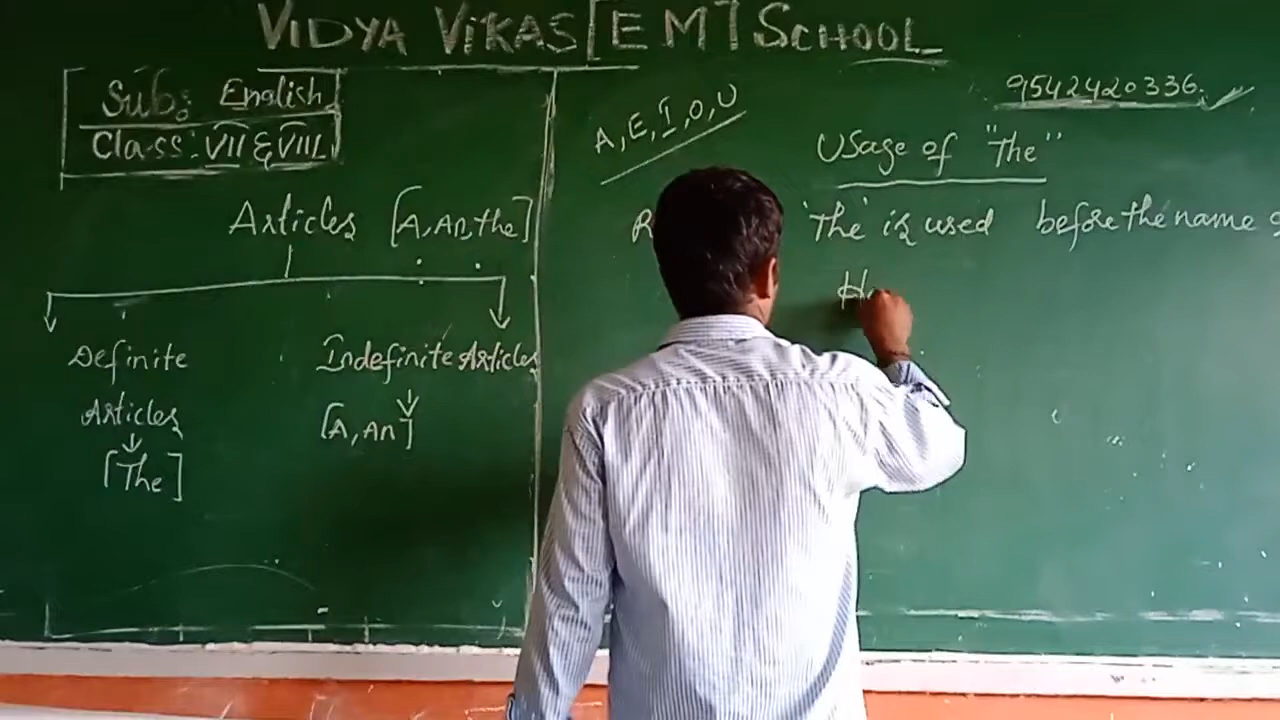 VIDYA VIKAS [EM] SCHOOL
Sub: English
Class: VII & VIII
Articles [A, An, the]
Definite
Articles
[The]
Indefinite Articles
[A, An]
A, E, I, O, U
9542420336
Usage of "The"
'The' is used before the name